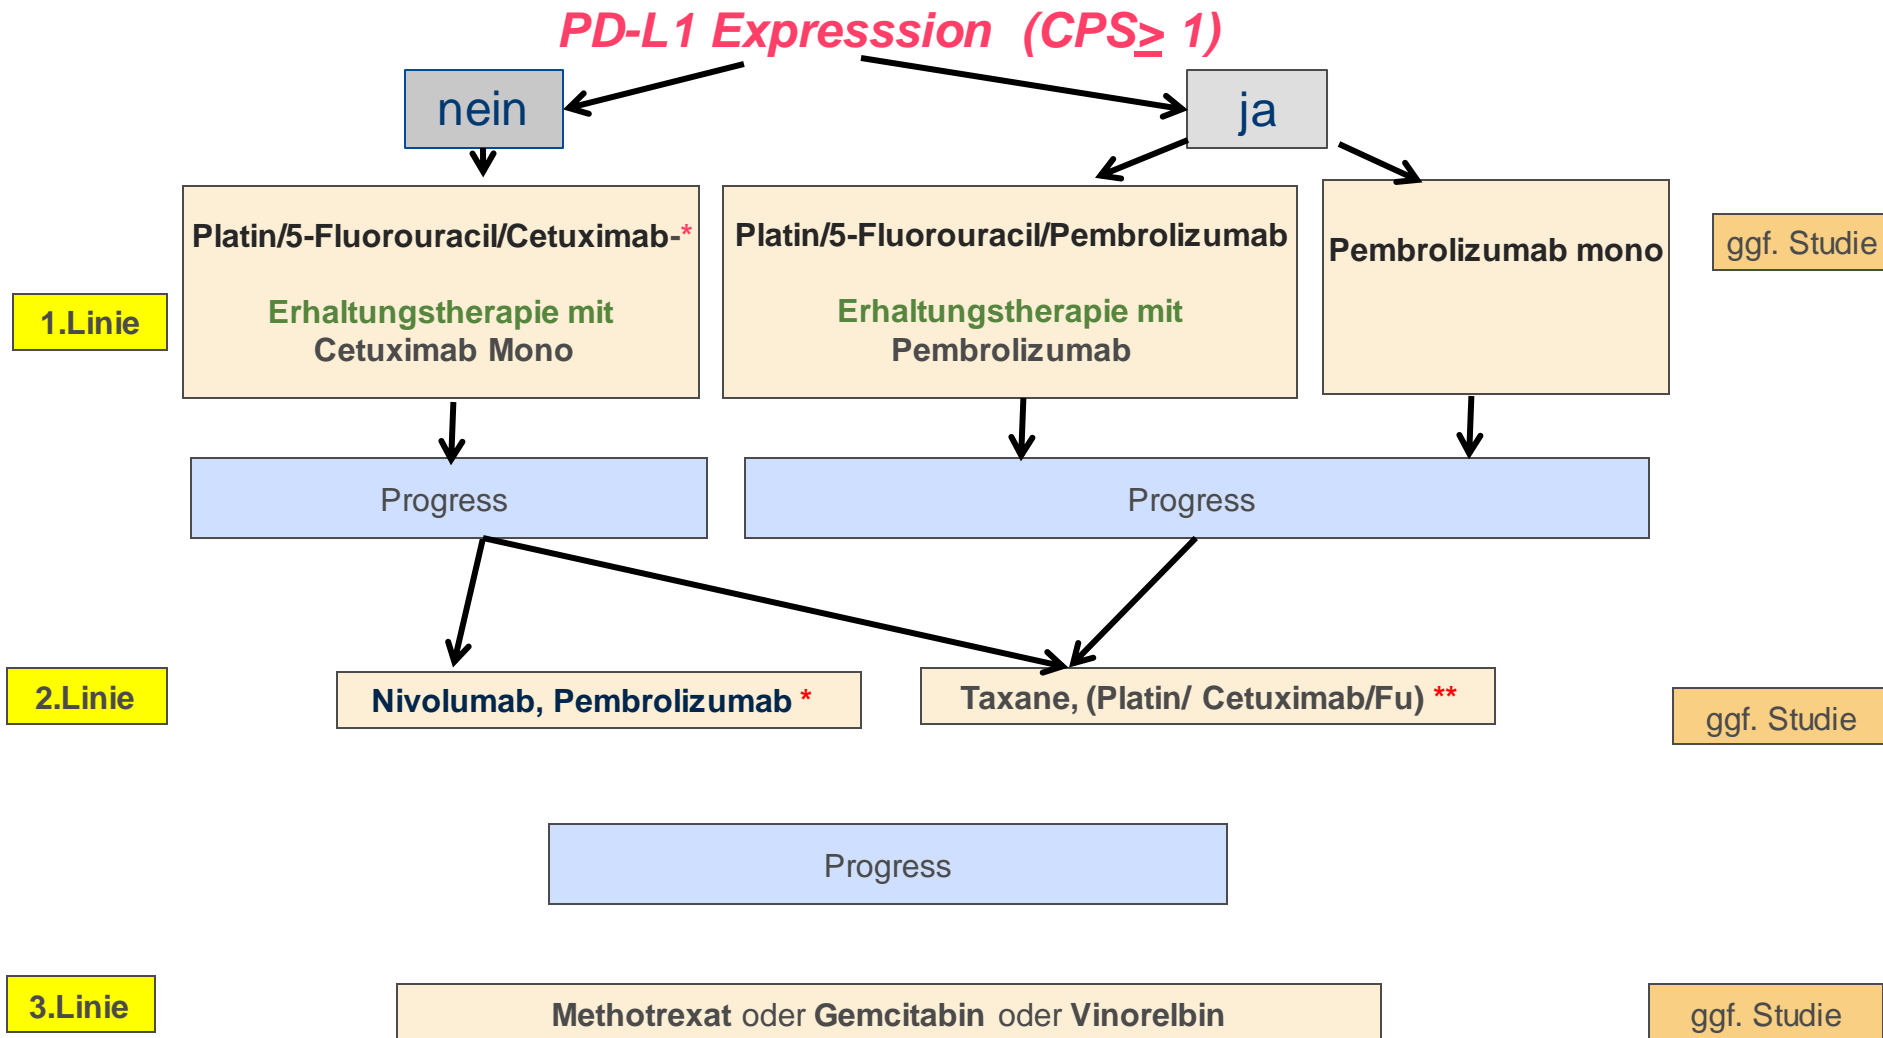 PD-L1 Expresssion (CPS≥ 1)
nein
ja
Platin/5-Fluorouracil/Cetuximab-*
Erhaltungstherapie mit
Cetuximab Mono
Platin/5-Fluorouracil/Pembrolizumab
Erhaltungstherapie mit
Pembrolizumab
Pembrolizumab mono
ggf. Studie
1.Linie
Progress
Progress
2.Linie
Nivolumab, Pembrolizumab *
Taxane, (Platin/ Cetuximab/Fu) **
ggf. Studie
Progress
3.Linie
Methotrexat oder Gemcitabin oder Vinorelbin
ggf. Studie